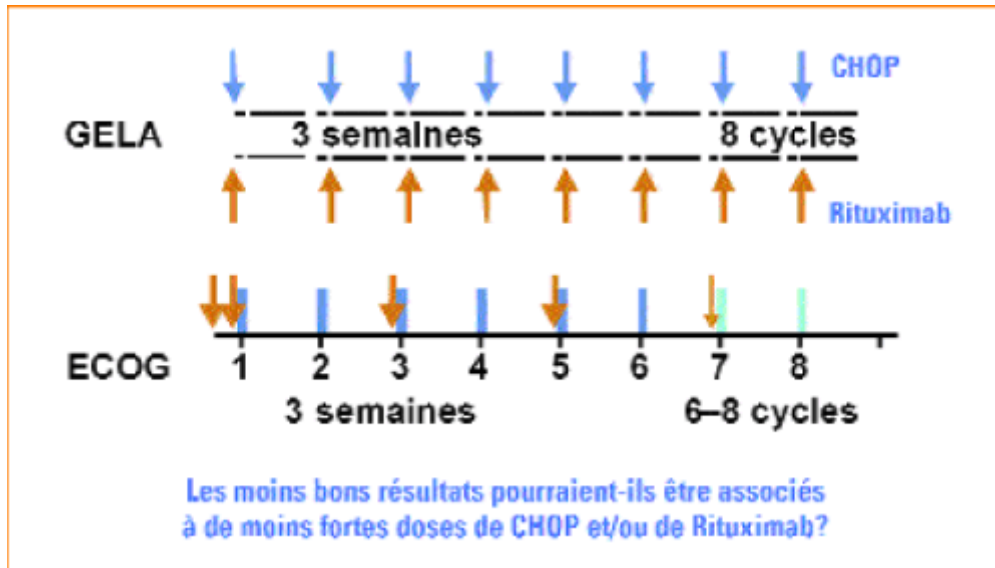 CHOP
GELA
3 semaines
8 cycles
Rituximab
ECOG
1 2 3 4 5 6 7 8
3 semaines
6–8 cycles
Les moins bons résultats pourraient-ils être associés
à de moins fortes doses de CHOP et/ou de Rituximab?